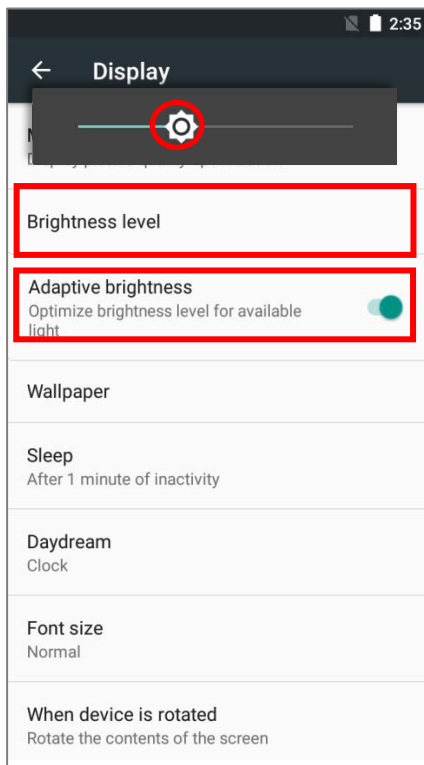 2:35
Display
Brightness level
Adaptive brightness
Optimize brightness level for available
light
Wallpaper
Sleep
After 1 minute of inactivity
Daydream
Clock
Font size
Normal
When device is rotated
Rotate the contents of the screen